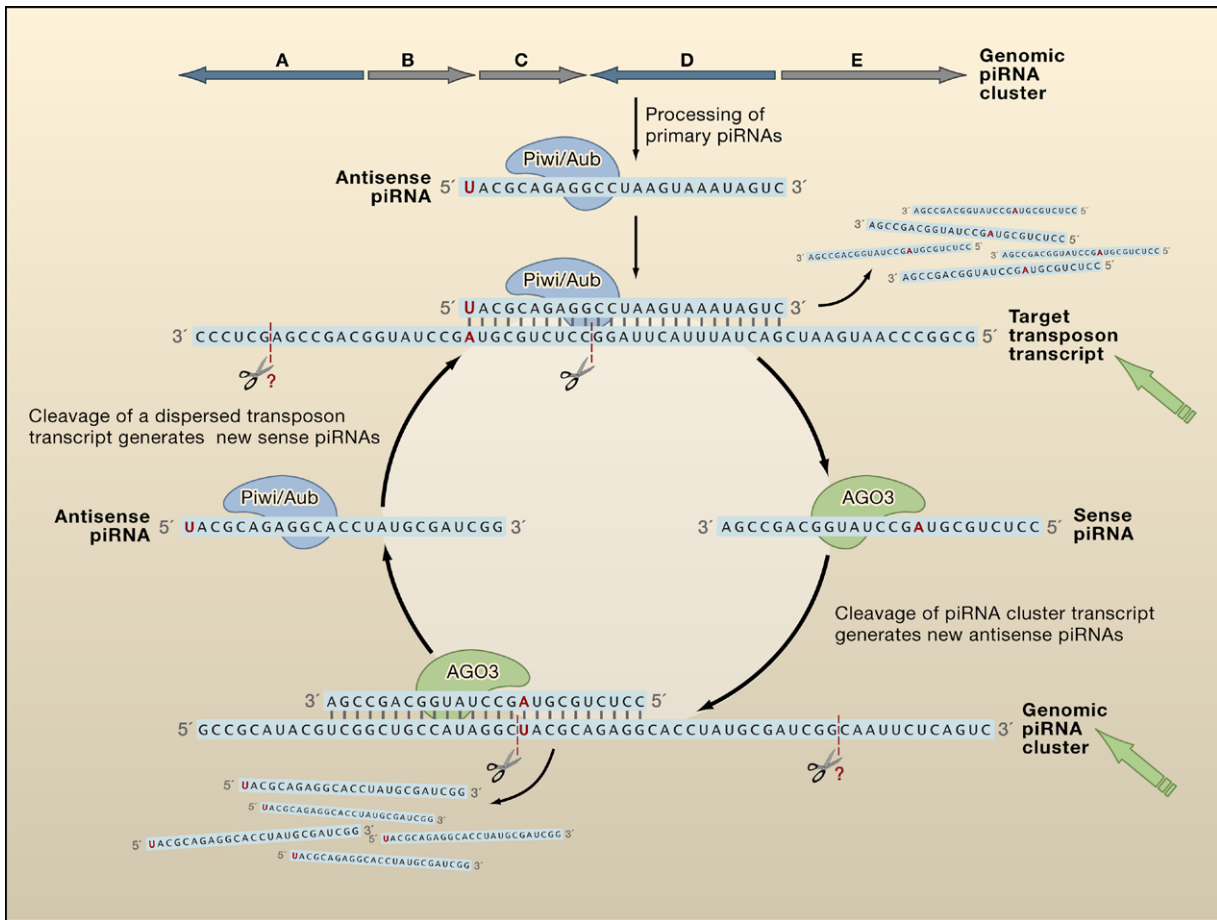 A B C D E
Genomic
piRNA
cluster
Processing of
primary piRNAs
Piwi/Aub
Antisense
piRNA
5´ UACGCAGAGGCCUAAGUAAAUAGUC 3´
3´ AGCCGACGGUAUCCGAUGCGUCUCC 5´
3´ AGCCGACGGUAUCCGAUGCGUCUCC 5´
3´ AGCCGACGGUAUCCGAUGCGUCUCC 5´
3´ AGCCGACGGUAUCCGAUGCGUCUCC 5´
3´ AGCCGACGGUAUCCGAUGCGUCUCC 5´
Piwi/Aub
5´ UACGCAGAGGCCUAAGUAAAUAGUC 3´
3´ CCCUCGAGCCGACGGUAUCCGAUGCGUCUCCGGAUUCAUUUAUCAGCUAAGUAACCCGGCG 5´
Target
transposon
transcript
?
Cleavage of a dispersed transposon
transcript generates new sense piRNAs
Piwi/Aub
Antisense
piRNA
5´ UACGCAGAGGCACCUAUGCGAUCGG 3´
AGO3
3´ AGCCGACGGUAUCCGAUGCGUCUCC 5´
Sense
piRNA
Cleavage of piRNA cluster transcript
generates new antisense piRNAs
AGO3
3´ AGCCGACGGUAUCCGAUGCGUCUCC 5´
5´ GCCGCAUACGUCGGCUGCCAUAGGCUACGCAGAGGCACCUAUGCGAUCGGCAAUUCUCAGUC 3´
Genomic
piRNA
cluster
?
5´ UACGCAGAGGCACCUAUGCGAUCGG 3´
5´ UACGCAGAGGCACCUAUGCGAUCGG 3´
5´ UACGCAGAGGCACCUAUGCGAUCGG 3´
5´ UACGCAGAGGCACCUAUGCGAUCGG 3´
5´ UACGCAGAGGCACCUAUGCGAUCGG 3´